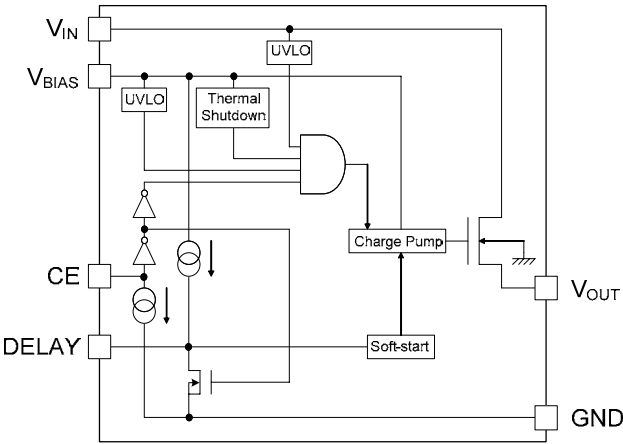 VIN
UVLO
VBIAS
UVLO
Thermal
Shutdown
Charge Pump
CE
VOUT
DELAY
Soft-start
GND